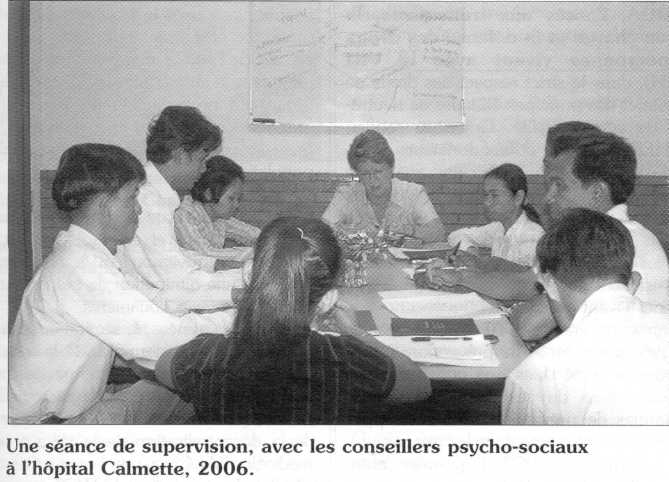 Une séance de supervision, avec les conseillers psycho-sociaux
à l'hôpital Calmette, 2006.